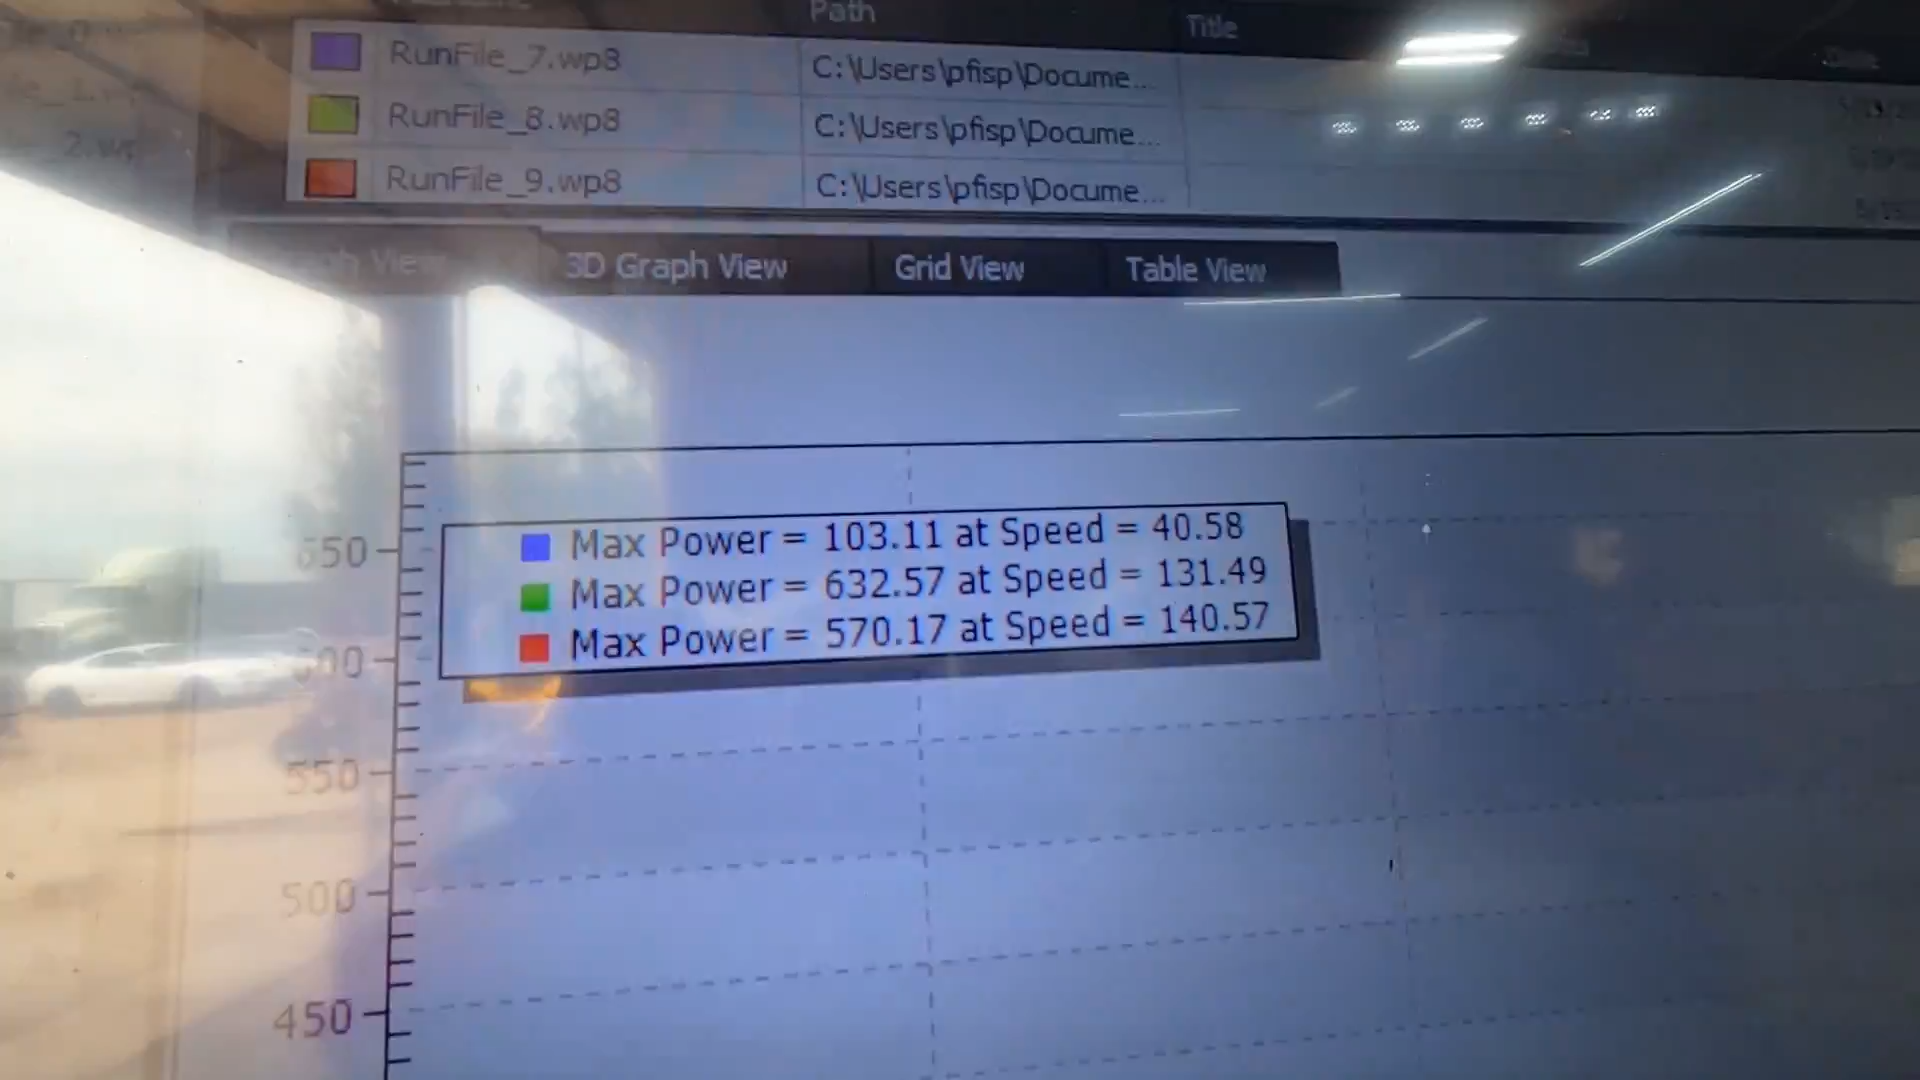 Path
Title
RunFile_7.wp8
C:\Users\pfisp\Docume...
RunFile_8.wp8
C:\Users\pfisp\Docume...
RunFile_9.wp8
C:\Users\pfisp\Docume...
3D Graph View
Grid View
Table View
Max Power = 103.11 at Speed = 40.58
Max Power = 632.57 at Speed = 131.49
Max Power = 570.17 at Speed = 140.57
650
600
550
500
450